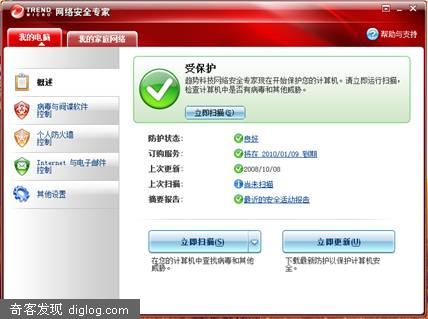 TREND MICRO 网络安全专家
我的电脑
我的家庭网络
帮助与支持
概述
病毒与间谍软件
控制
个人防火墙
控制
Internet 与电子邮件
控制
其他设置
受保护
趋势科技网络安全专家现在开始保护您的计算机。请立即运行扫描,
检查计算机中是否有病毒和其他威胁。
立即扫描(S)
防护状态: 良好
订购服务: 将在 2010/01/09 到期
上次更新: 2008/10/08
上次扫描: 尚未扫描
摘要报告: 最近的安全活动报告
立即扫描(S)
在您的计算机中查找病毒和其他
威胁。
立即更新(U)
下载最新防护以保护计算机安
全。
奇客发现 diglog.com